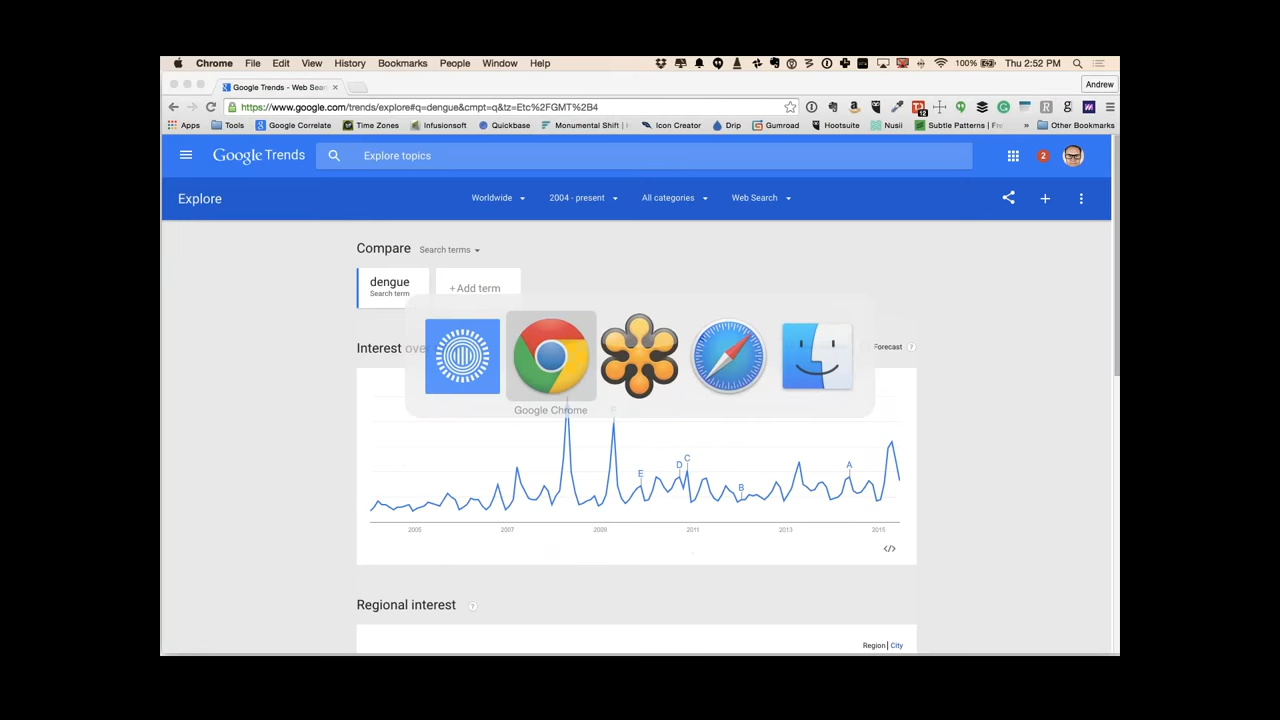 Chrome File Edit View History Bookmarks People Window Help 100% Thu 2:52 PM
Google Trends - Web Sear × Andrew
https://www.google.com/trends/explore#q=dengue&cmpt=q&tz=Etc%2FGMT%2B4
Apps Tools Google Correlate Time Zones Infusionsoft Quickbase Monumental Shift | Icon Creator Drip Gumroad Hootsuite Nusii Subtle Patterns | Fre » Other Bookmarks
Google Trends Explore topics 2
Explore Worldwide 2004 - present All categories Web Search
Compare Search terms
dengue
Search term
+Add term
Interest over
Forecast ?
Google Chrome
F
E D C B A
2005 2007 2009 2011 2013 2015
</>
Regional interest ?
Region | City